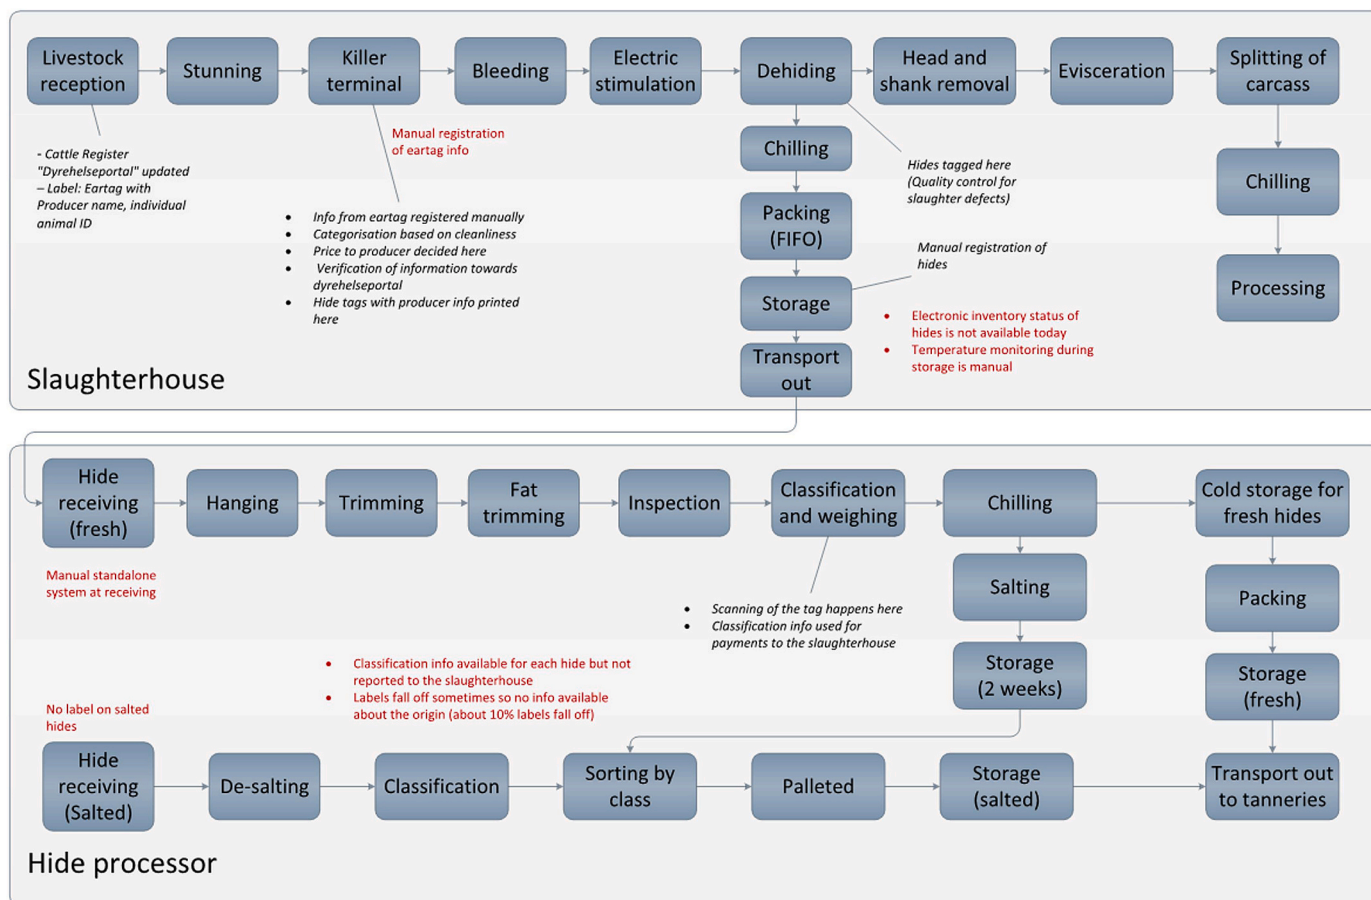 Livestock
reception
Stunning
Killer
terminal
Bleeding
Electric
stimulation
Dehiding
Head and
shank removal
Evisceration
Splitting of
carcass
- Cattle Register
"Dyrehelseportal" updated
– Label: Eartag with
Producer name, individual
animal ID
Manual registration
of eartag info
• Info from eartag registered manually
• Categorisation based on cleanliness
• Price to producer decided here
• Verification of information towards
dyrehelseportal
• Hide tags with producer info printed
here
Chilling
Packing
(FIFO)
Storage
Transport
out
Hides tagged here
(Quality control for
slaughter defects)
Manual registration of
hides
• Electronic inventory status of
hides is not available today
• Temperature monitoring during
storage is manual
Chilling
Processing
Slaughterhouse
Hide
receiving
(fresh)
Hanging
Trimming
Fat
trimming
Inspection
Classification
and weighing
Chilling
Cold storage for
fresh hides
Manual standalone
system at receiving
• Scanning of the tag happens here
• Classification info used for
payments to the slaughterhouse
Salting
Storage
(2 weeks)
Packing
Storage
(fresh)
• Classification info available for each hide but not
reported to the slaughterhouse
• Labels fall off sometimes so no info available
about the origin (about 10% labels fall off)
No label on salted
hides
Hide
receiving
(Salted)
De-salting
Classification
Sorting by
class
Palleted
Storage
(salted)
Transport out
to tanneries
Hide processor